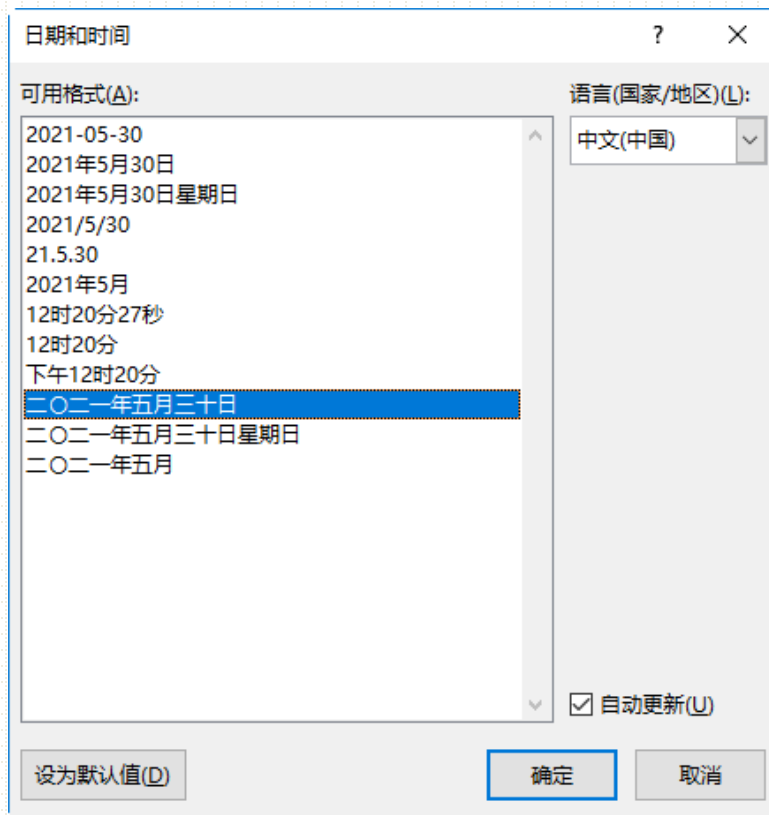 日期和时间 ?
可用格式(A): 语言(国家/地区)(L):
2021-05-30 中文(中国)
2021年5月30日
2021年5月30日星期日
2021/5/30
21.5.30
2021年5月
12时20分27秒
12时20分
下午12时20分
二〇二一年五月三十日
二〇二一年五月三十日星期日
二〇二一年五月
自动更新(U)
设为默认值(D) 确定 取消